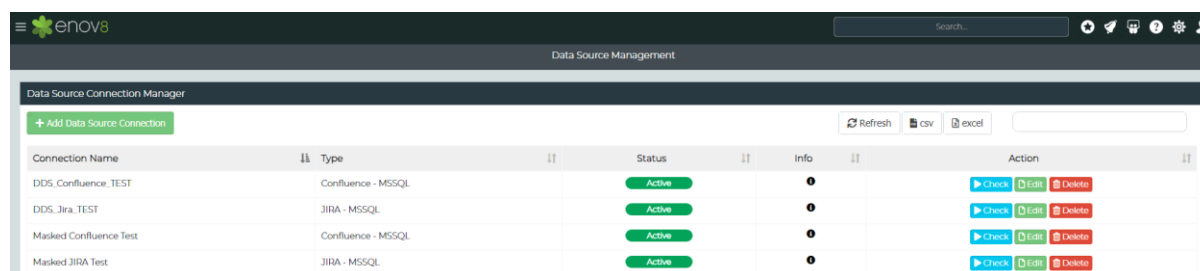 enov8 Search...
Data Source Management
Data Source Connection Manager
+ Add Data Source Connection Refresh csv excel
Connection Name Type Status Info Action
DDS_Confluence_TEST Confluence - MSSQL Active Check Edit Delete
DDS_Jira_TEST JIRA - MSSQL Active Check Edit Delete
Masked Confluence Test Confluence - MSSQL Active Check Edit Delete
Masked JIRA Test JIRA - MSSQL Active Check Edit Delete